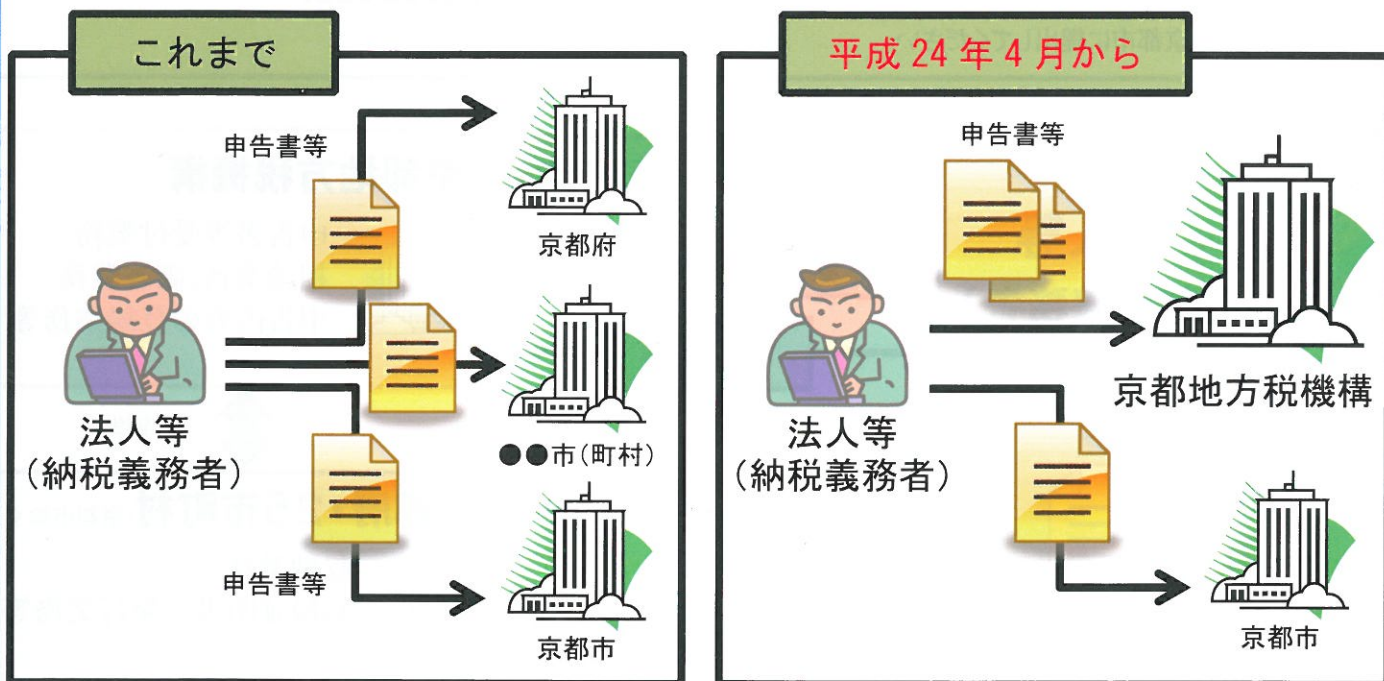 これまで
申告書等
京都府
●●市(町村)
法人等
(納税義務者)
申告書等
京都市
平成24年4月から
申告書等
京都地方税機構
法人等
(納税義務者)
京都市